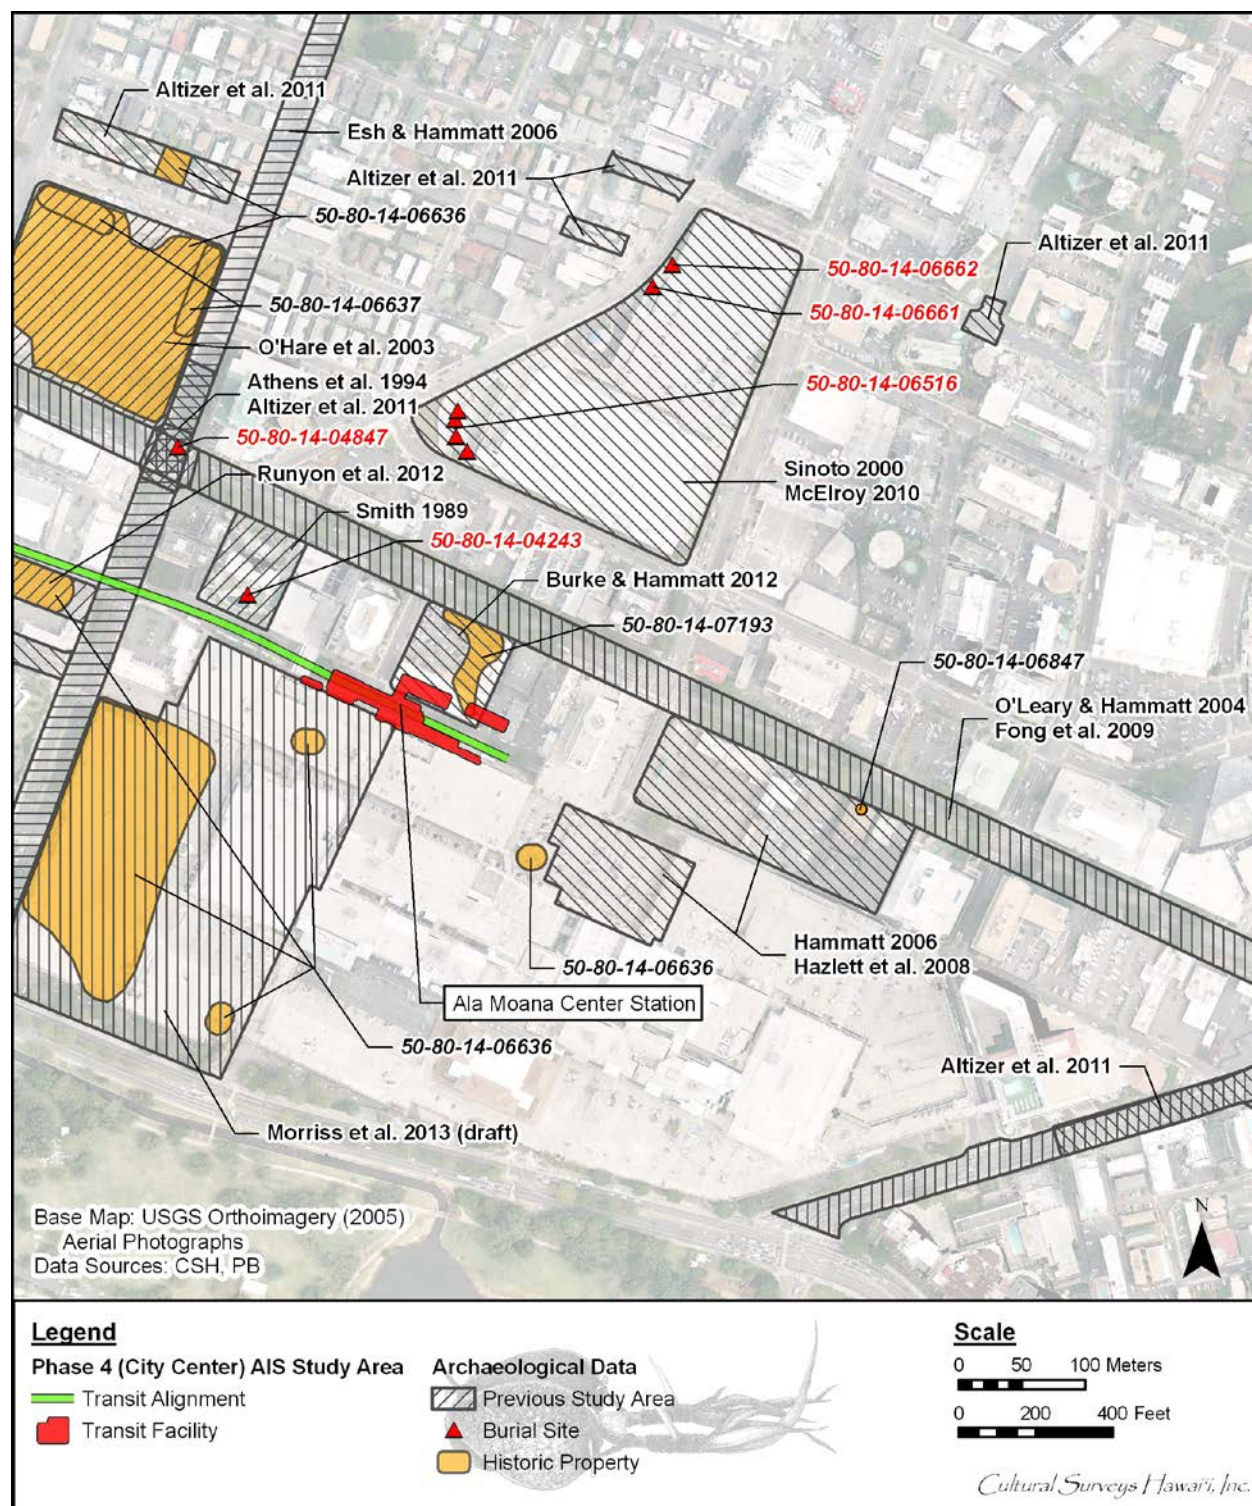 Altizer et al. 2011
Esh & Hammatt 2006
Altizer et al. 2011
50-80-14-06636
Altizer et al. 2011
50-80-14-06662
50-80-14-06637
50-80-14-06661
O'Hare et al. 2003
Athens et al. 1994
Altizer et al. 2011
50-80-14-06516
50-80-14-04847
Runyon et al. 2012
Sinoto 2000
McElroy 2010
Smith 1989
50-80-14-04243
Burke & Hammatt 2012
50-80-14-07193
50-80-14-06847
O'Leary & Hammatt 2004
Fong et al. 2009
Hammatt 2006
Hazlett et al. 2008
50-80-14-06636
Ala Moana Center Station
50-80-14-06636
Altizer et al. 2011
Morriss et al. 2013 (draft)
Base Map: USGS Orthoimagery (2005)
Aerial Photographs
Data Sources: CSH, PB
N
Legend
Phase 4 (City Center) AIS Study Area
Transit Alignment
Transit Facility
Archaeological Data
Previous Study Area
Burial Site
Historic Property
Scale
0 50 100 Meters
0 200 400 Feet
Cultural Surveys Hawai'i, Inc.